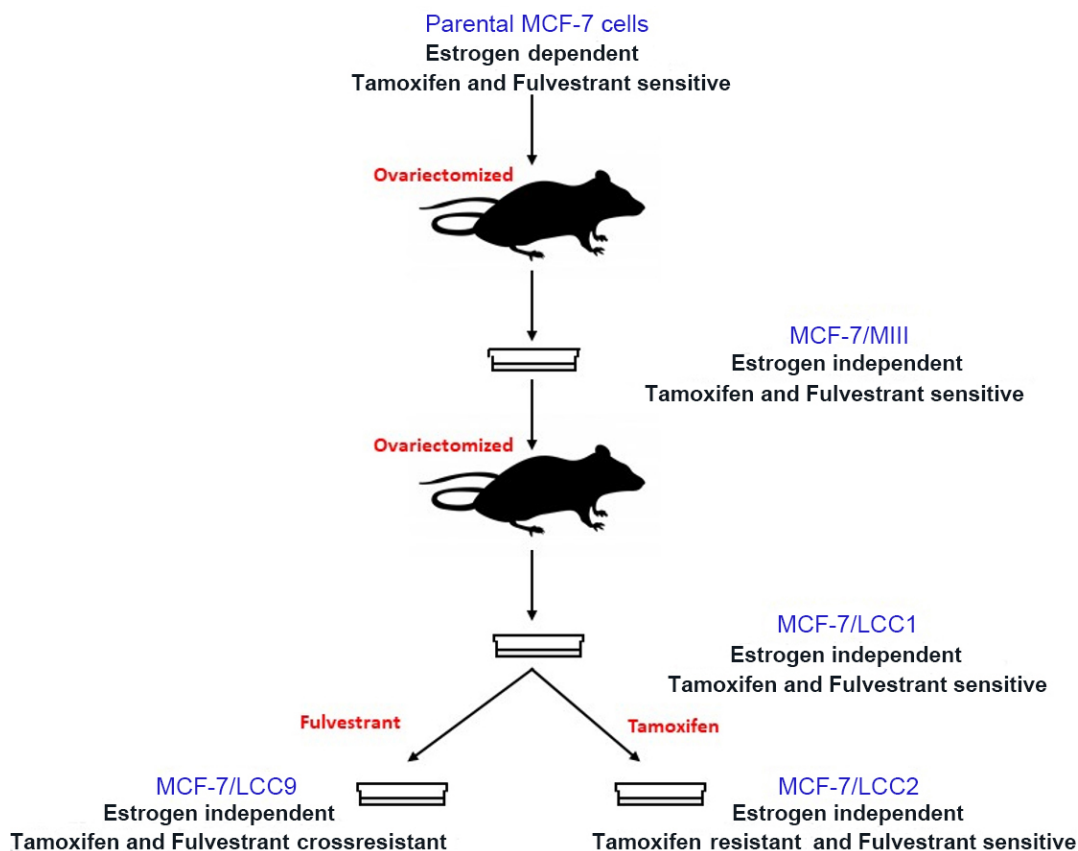 Parental MCF-7 cells
Estrogen dependent
Tamoxifen and Fulvestrant sensitive
Ovariectomized
MCF-7/MIII
Estrogen independent
Tamoxifen and Fulvestrant sensitive
Ovariectomized
MCF-7/LCC1
Estrogen independent
Tamoxifen and Fulvestrant sensitive
Fulvestrant
Tamoxifen
MCF-7/LCC9
Estrogen independent
Tamoxifen and Fulvestrant crossresistant
MCF-7/LCC2
Estrogen independent
Tamoxifen resistant and Fulvestrant sensitive